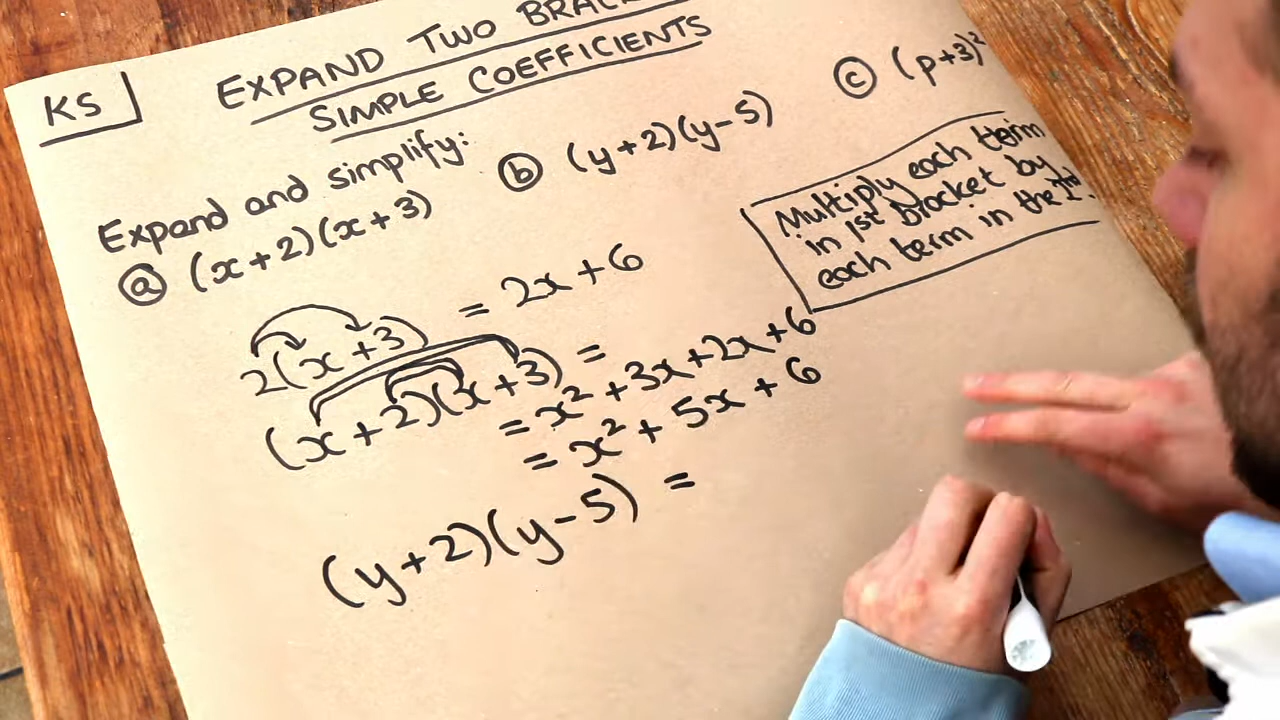 KS
EXPAND TWO
SIMPLE COEFFICIENTS
Expand and simplify:
ⓐ (x+2)(x+3)
ⓑ (y+2)(y-5)
ⓒ (p+3)²
Multiply each term
in 1st bracket by
each term in the 2nd.
2(x+3) = 2x+6
(x+2)(x+3) =
= x²+3x+2x+6
= x²+5x+6
(y+2)(y-5) =